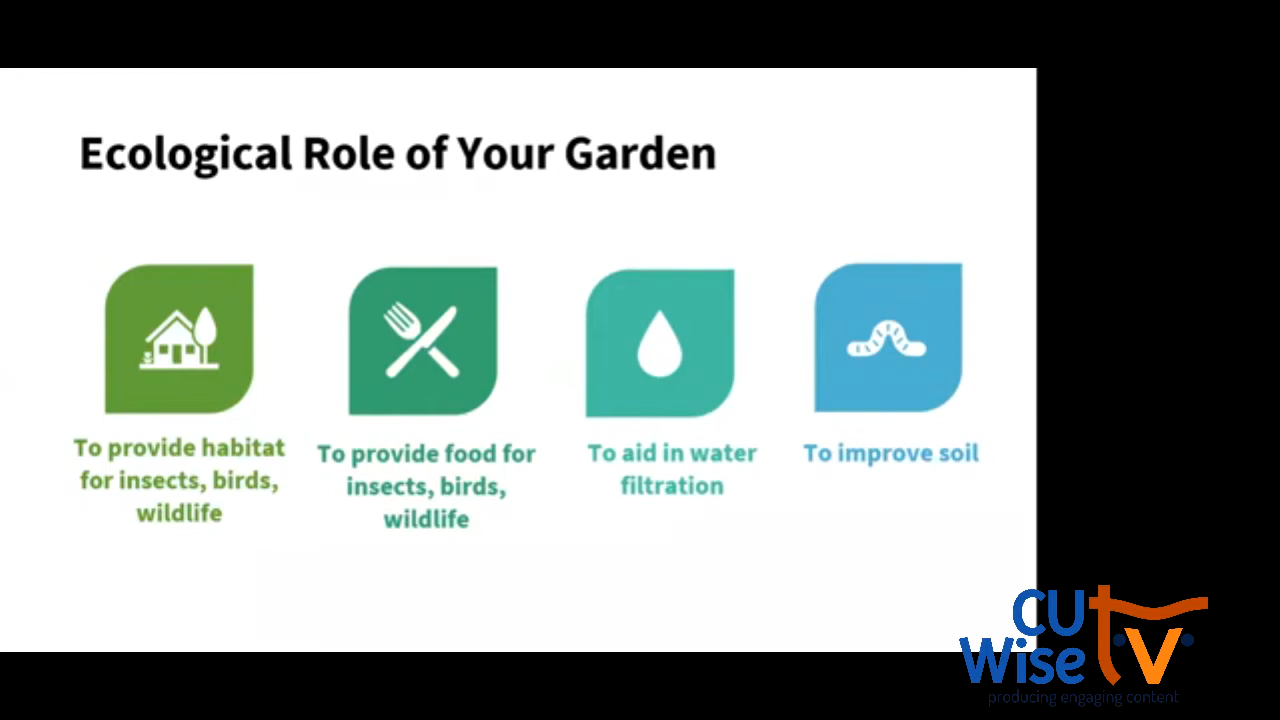 Ecological Role of Your Garden
To provide habitat
for insects, birds,
wildlife
To provide food for
insects, birds,
wildlife
To aid in water
filtration
To improve soil
CU
Wise tv
producing engaging content